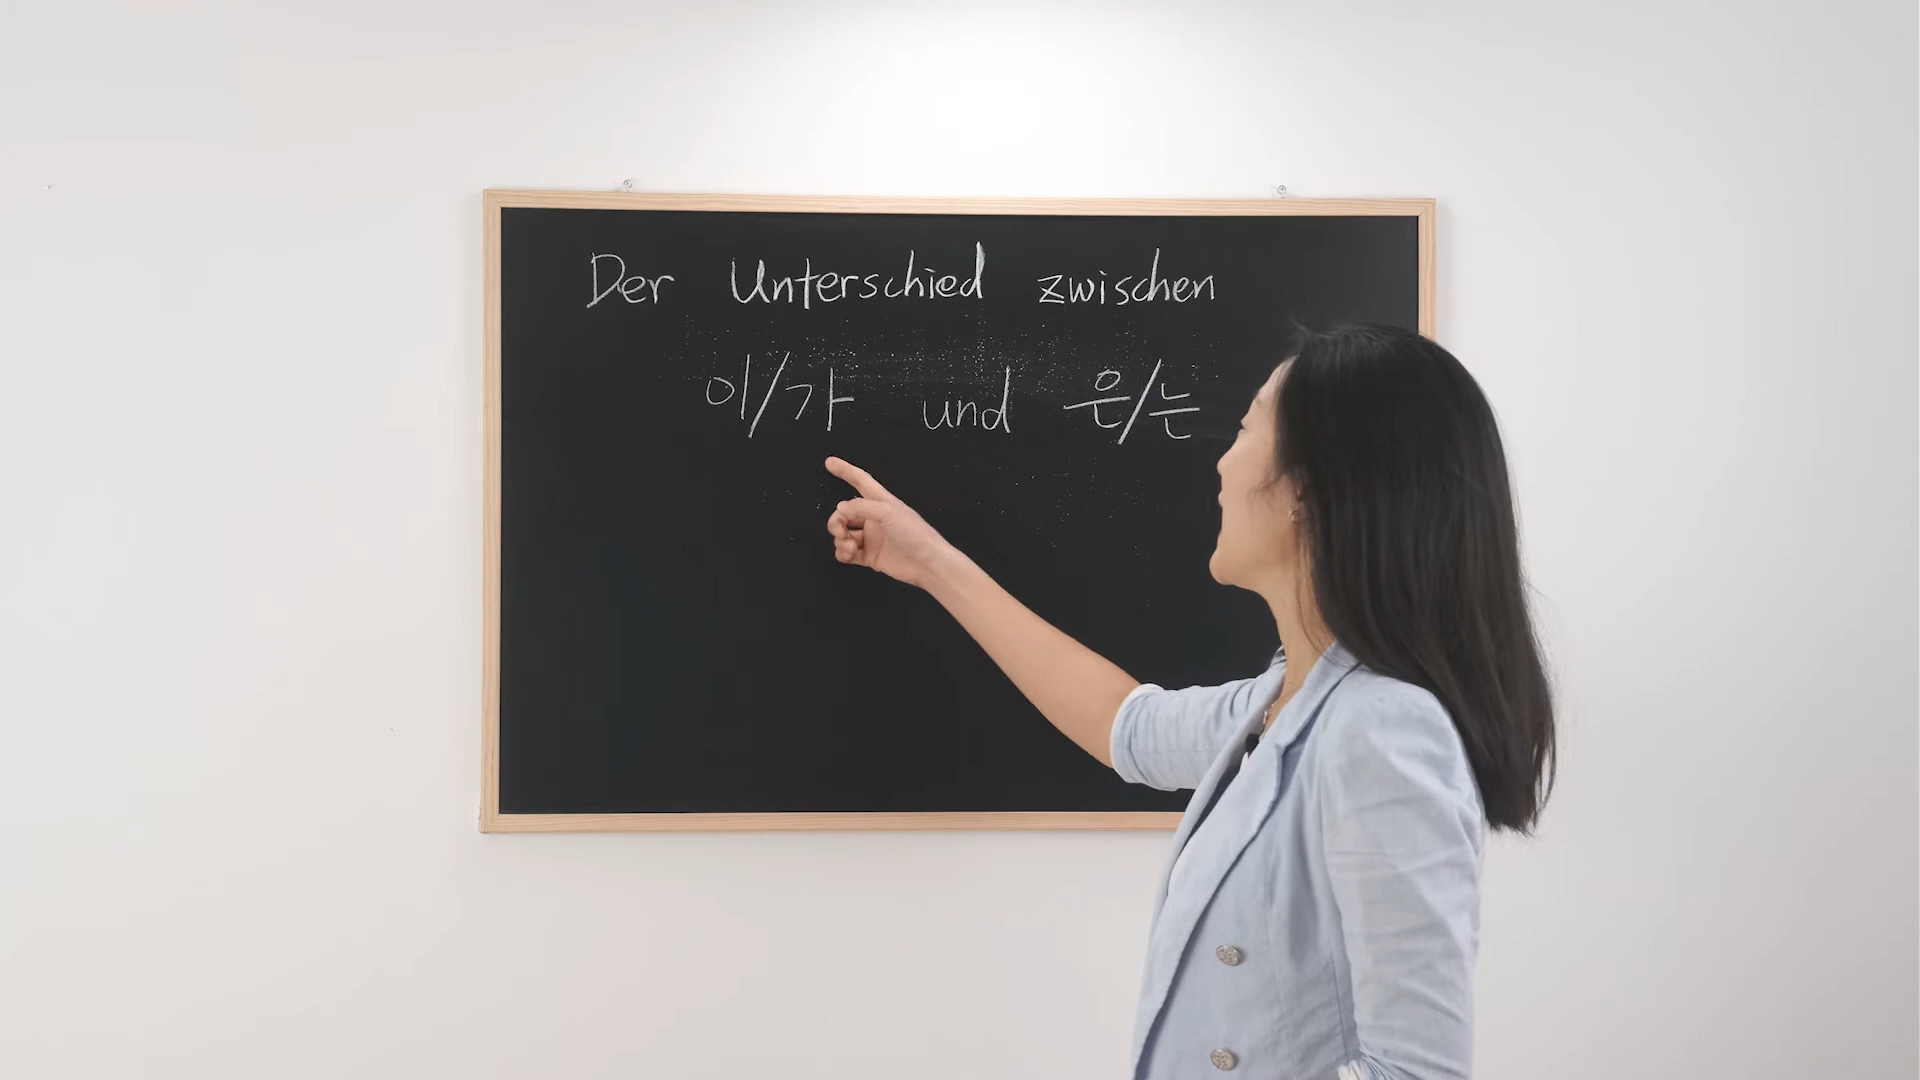 Der Unterschied zwischen
이/가 und 은/는